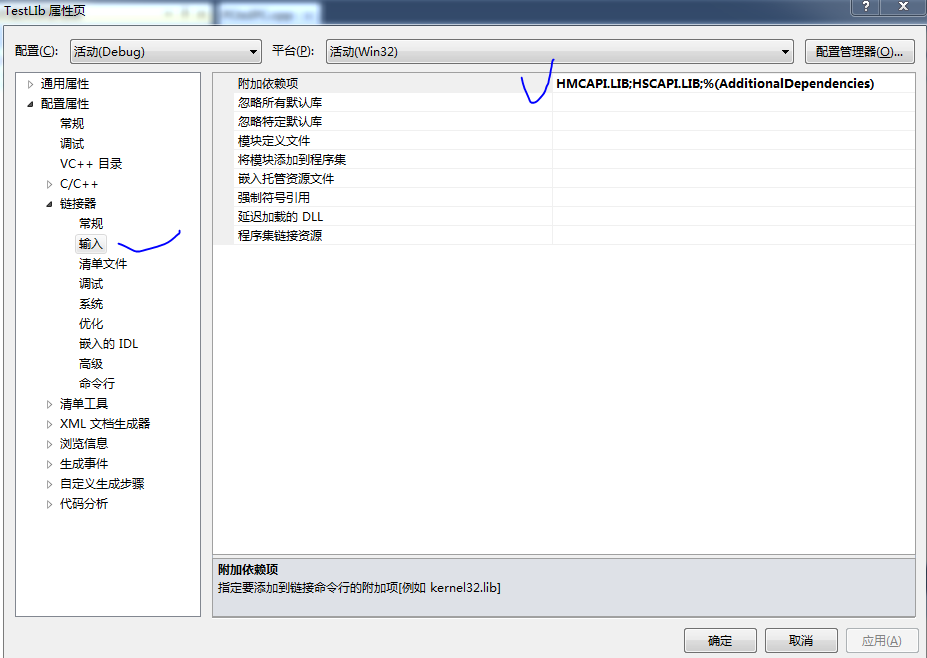 TestLIb 属性页
配置(C): 活动(Debug) 平台(P): 活动(Win32) 配置管理器(O)...
通用属性
配置属性
常规
调试
VC++ 目录
C/C++
链接器
常规
输入
清单文件
调试
系统
优化
嵌入的 IDL
高级
命令行
清单工具
XML 文档生成器
浏览信息
生成事件
自定义生成步骤
代码分析
附加依赖项 HMCAPI.LIB;HSCAPI.LIB;%(AdditionalDependencies)
忽略所有默认库
忽略特定默认库
模块定义文件
将模块添加到程序集
嵌入托管资源文件
强制符号引用
延迟加载的 DLL
程序集链接资源
附加依赖项
指定要添加到链接命令行的附加项[例如 kernel32.lib]
确定 取消 应用(A)